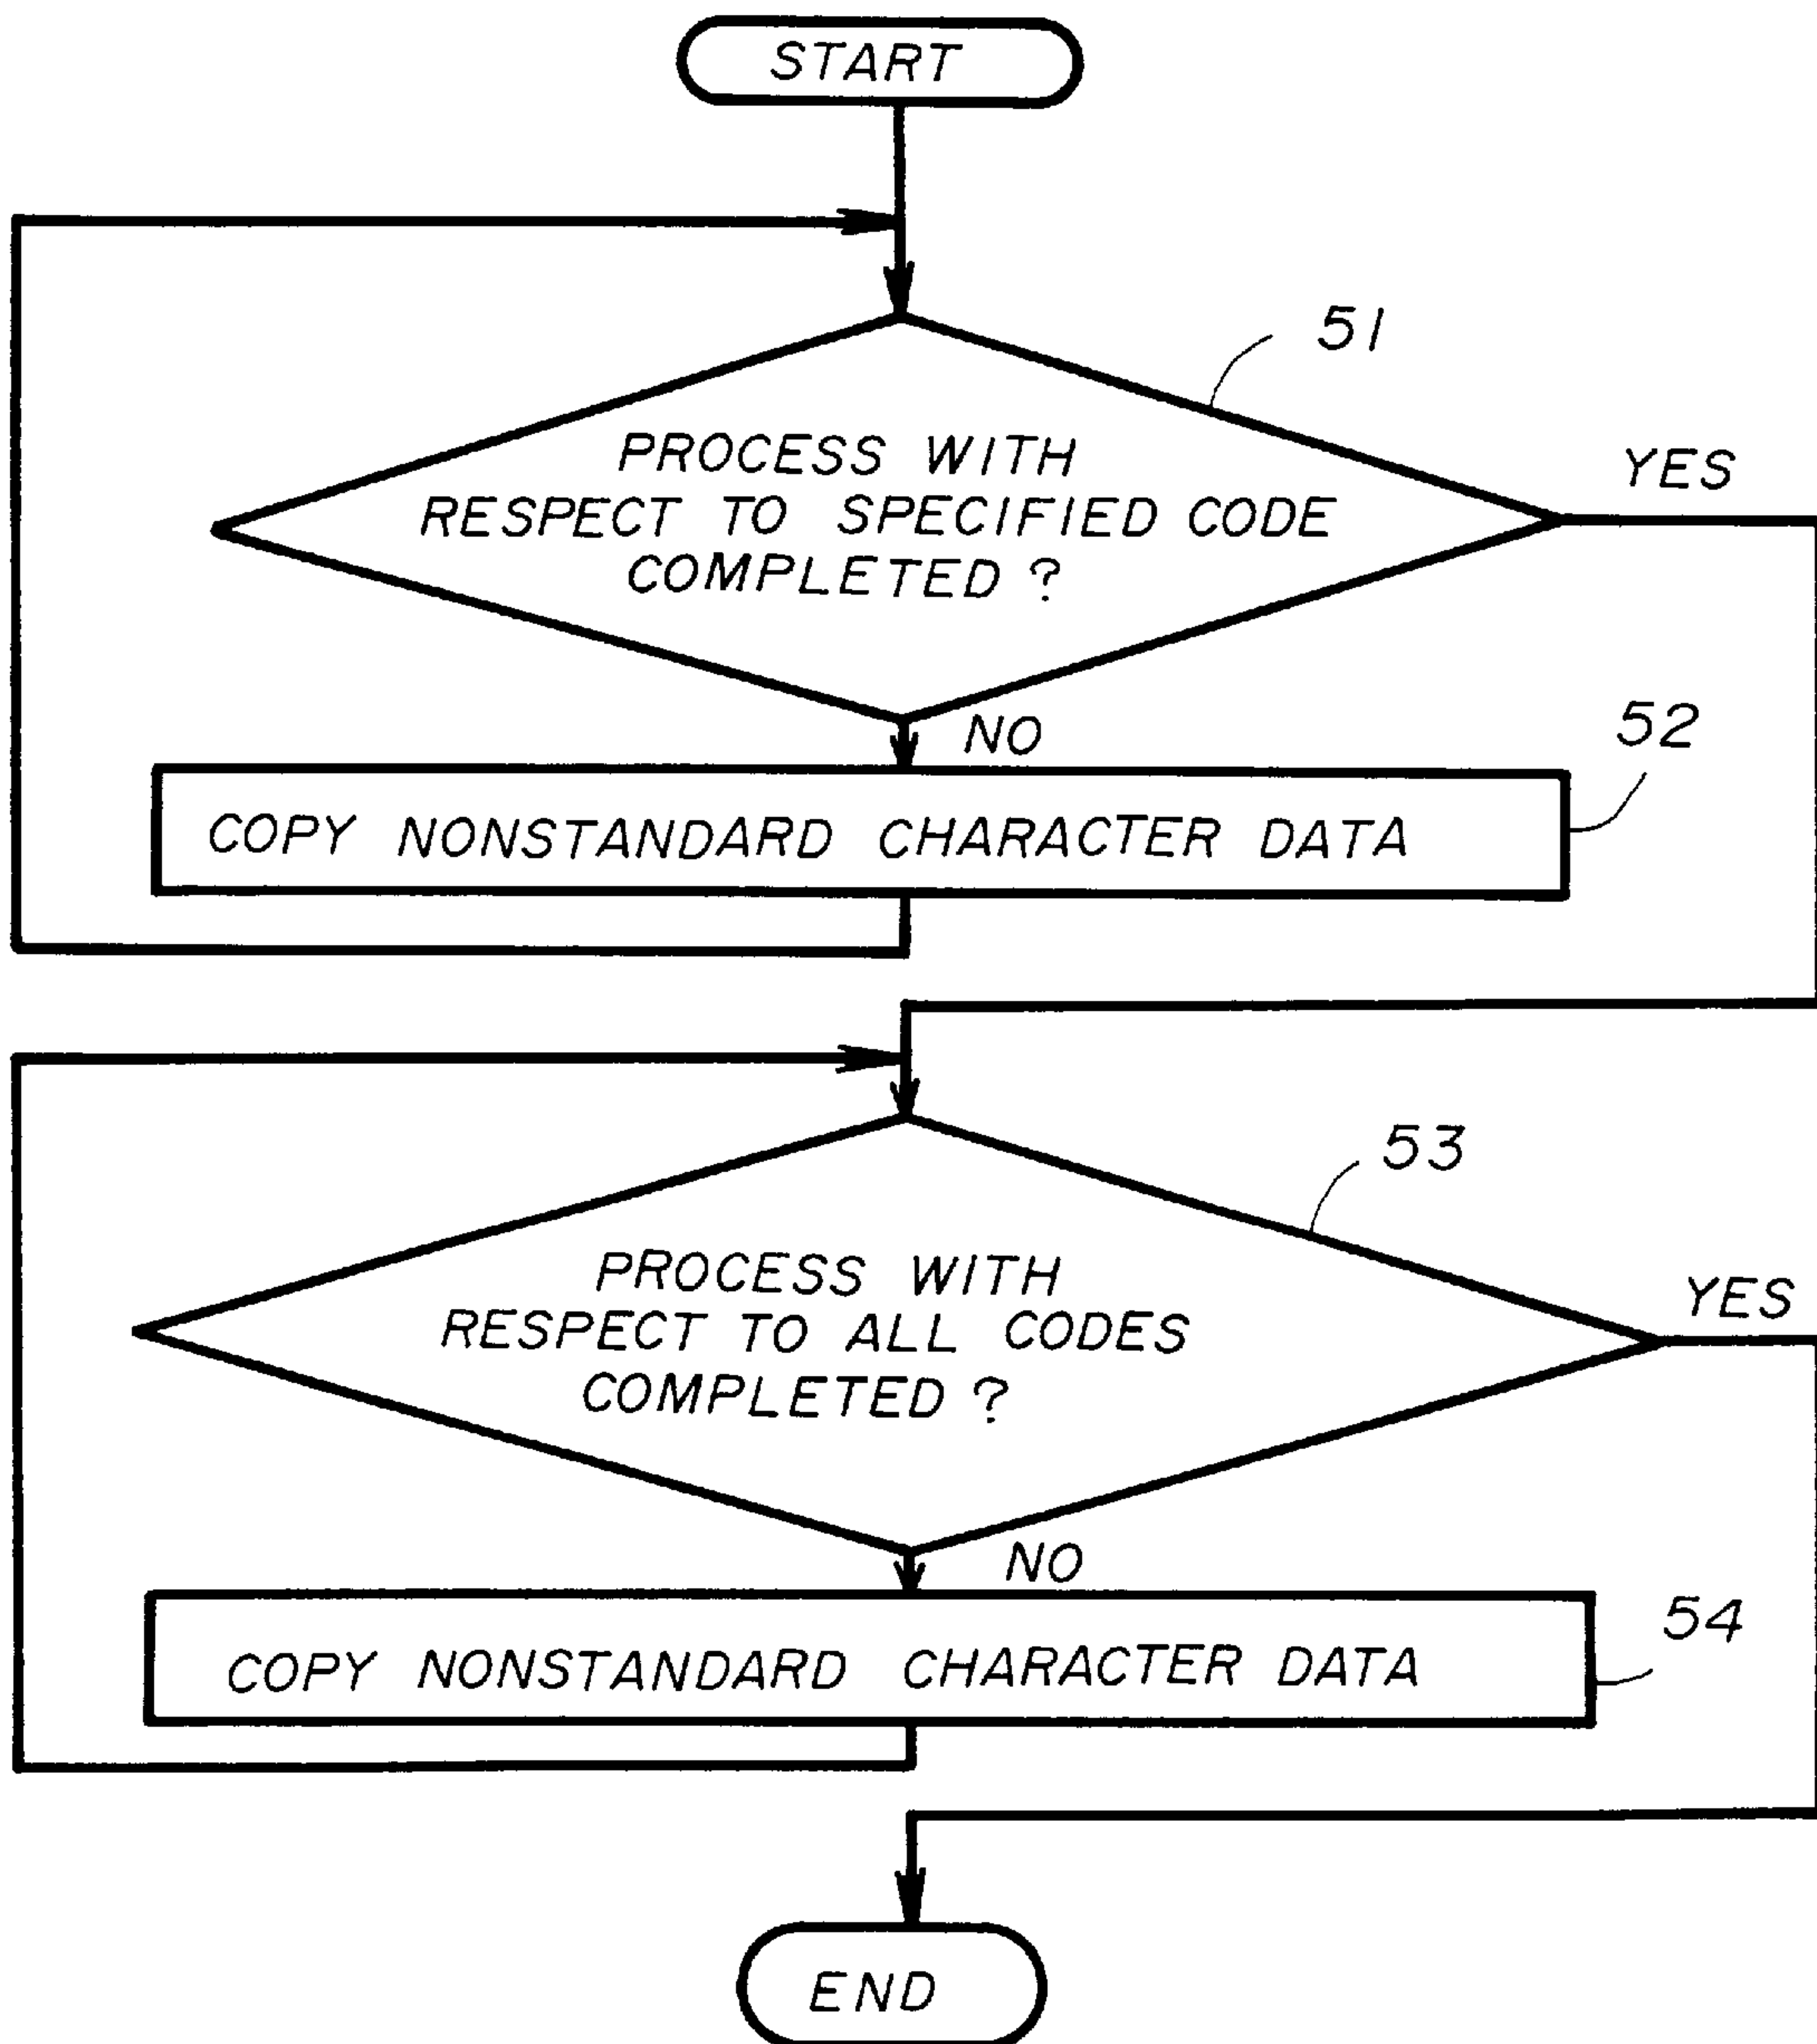 START
51
PROCESS WITH
RESPECT TO SPECIFIED CODE
COMPLETED ?
YES
NO
52
COPY NONSTANDARD CHARACTER DATA
53
PROCESS WITH
RESPECT TO ALL CODES
COMPLETED ?
YES
NO
54
COPY NONSTANDARD CHARACTER DATA
END